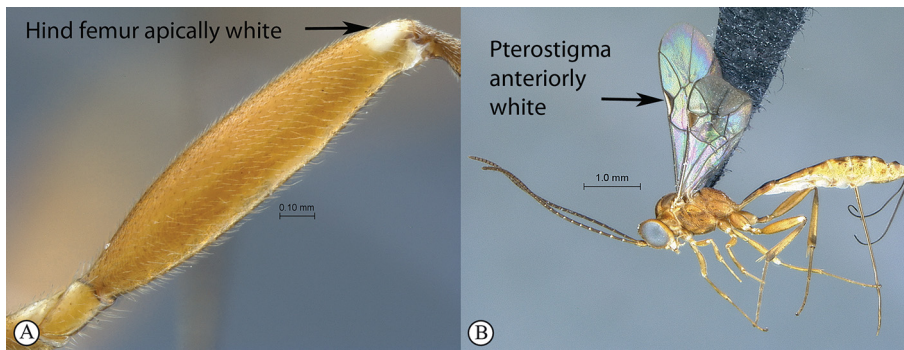 Hind femur apically white
0.10 mm
A
Pterostigma
anteriorly
white
1.0 mm
B